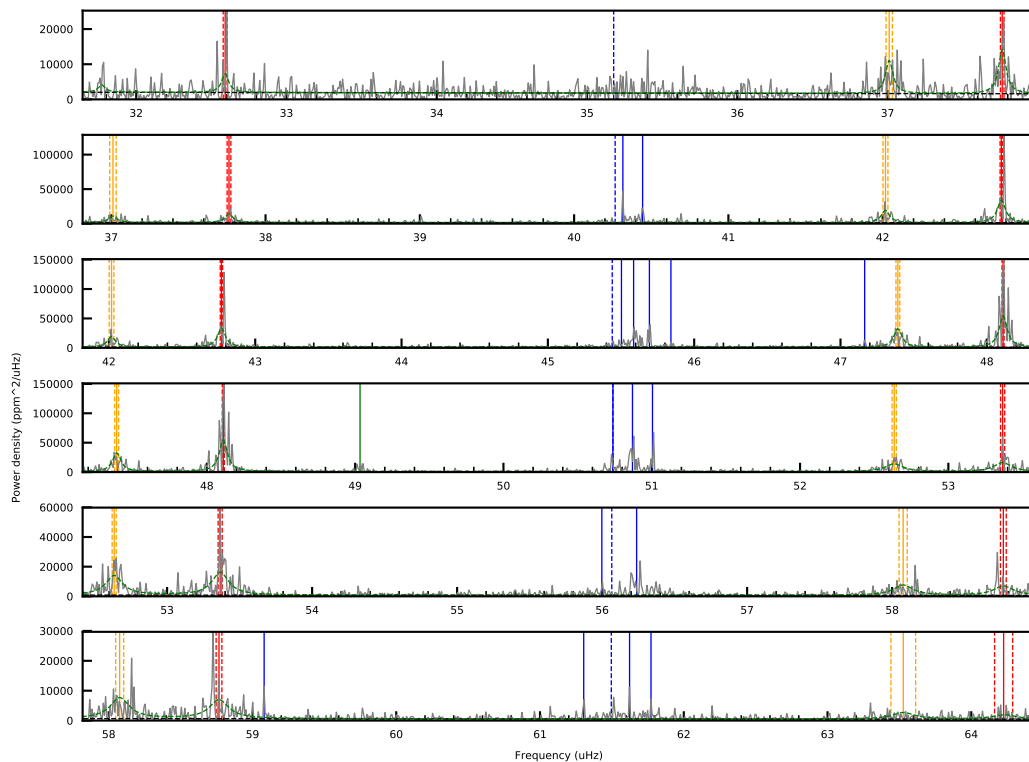 20000
10000
0
32 33 34 35 36 37
100000
50000
0
37 38 39 40 41 42
150000
100000
50000
0
42 43 44 45 46 47 48
150000
100000
50000
0
48 49 50 51 52 53
60000
40000
20000
0
53 54 55 56 57 58
30000
20000
10000
0
58 59 60 61 62 63 64
Power density (ppm^2/uHz)
Frequency (uHz)